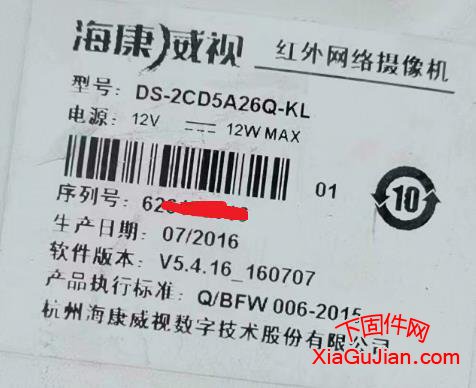 海康威视 红外网络摄像机
型号: DS-2CD5A26Q-KL
电源: 12V ⎓ 12W MAX
01
10
序列号: 62
生产日期: 07/2016
软件版本: V5.4.16_160707
产品执行标准: Q/BFW 006-2015
杭州海康威视数字技术股份有限公司
下固件网
XiaGuJian.com